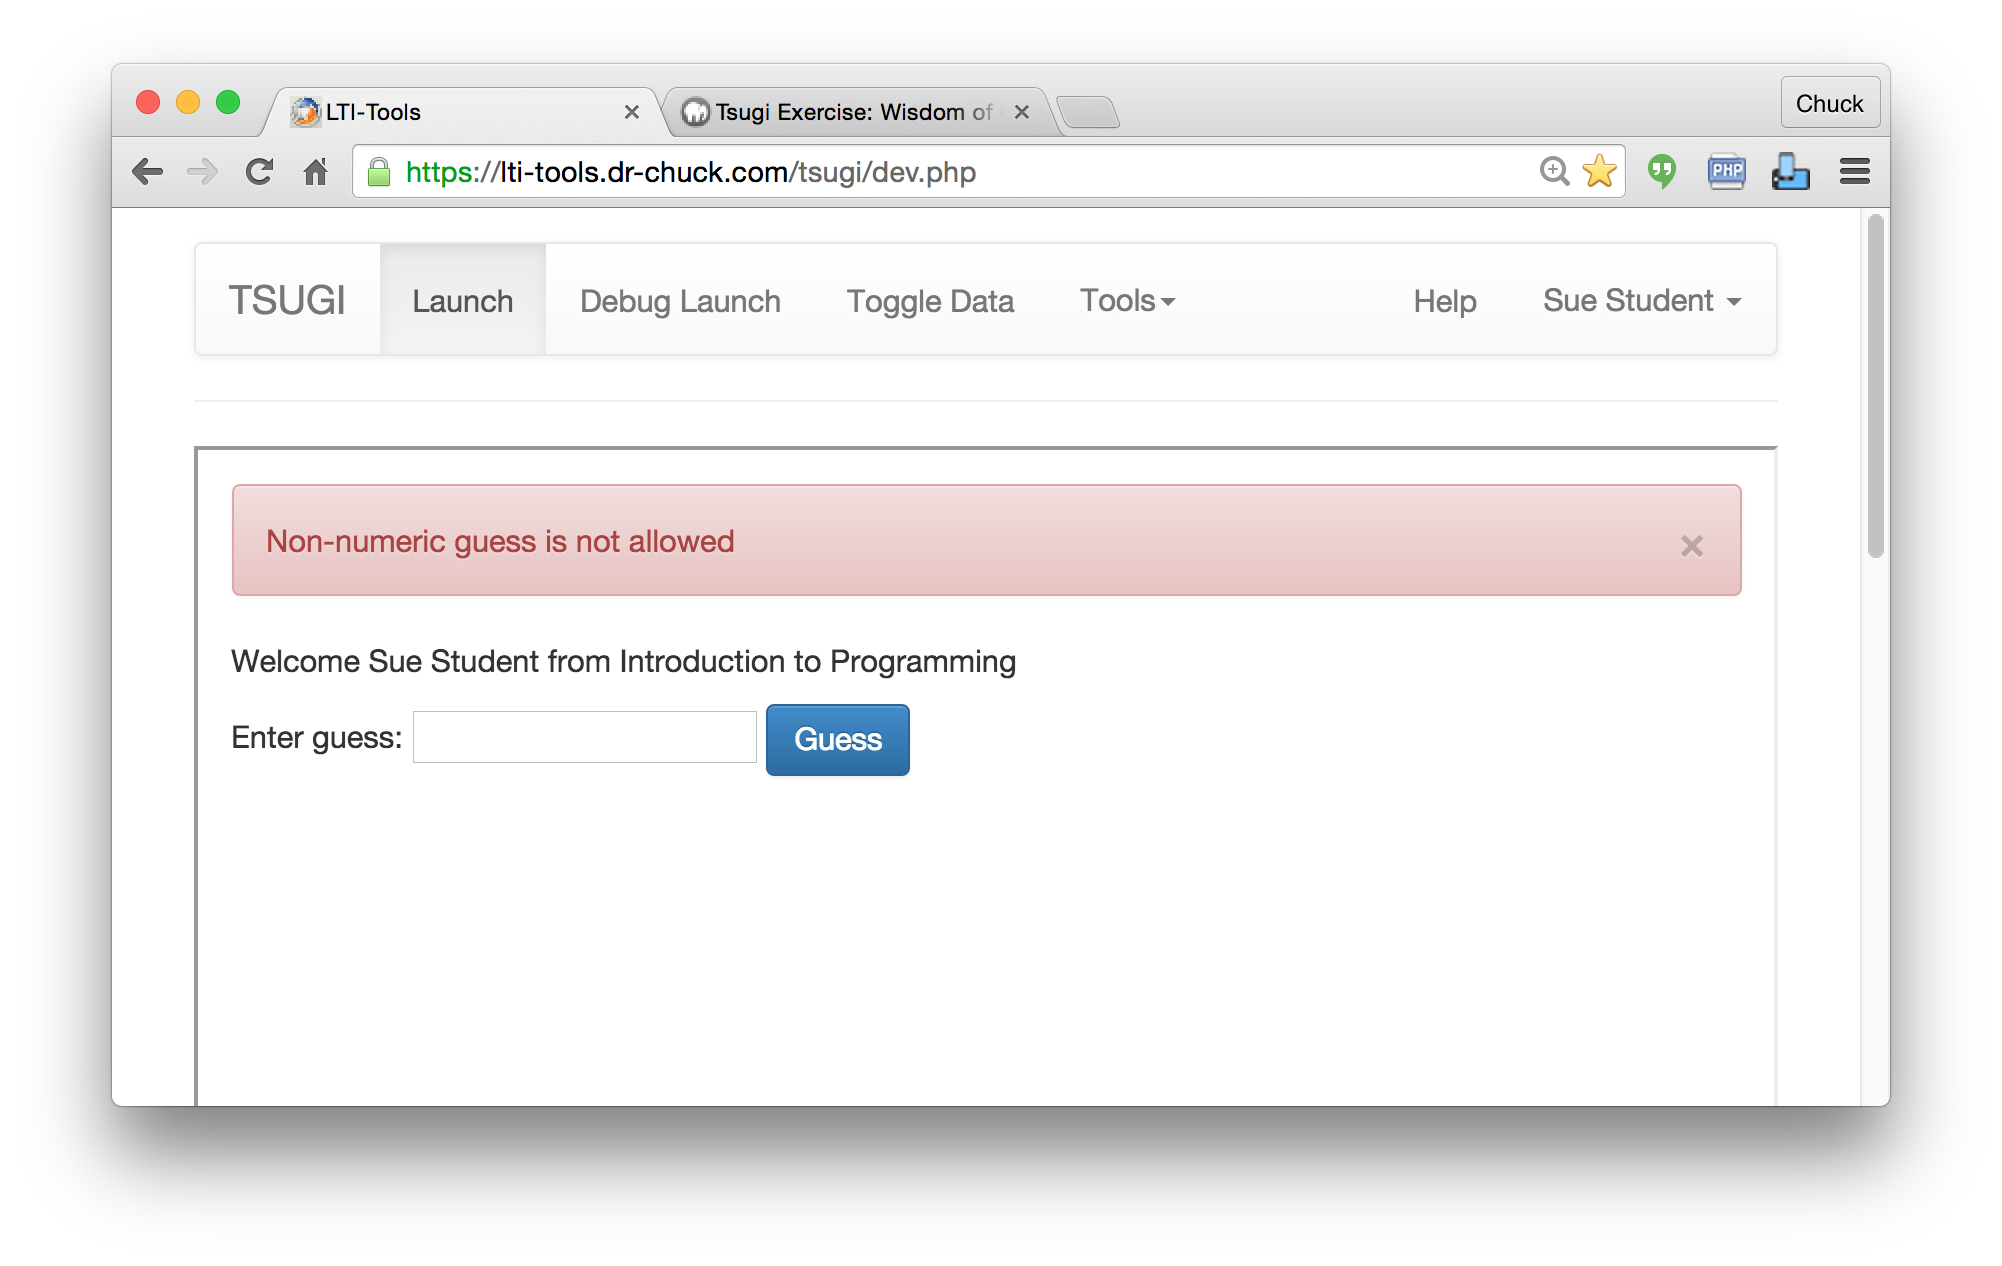 LTI-Tools
Tsugi Exercise: Wisdom of
Chuck
https://lti-tools.dr-chuck.com/tsugi/dev.php
PHP
TSUGI Launch Debug Launch Toggle Data Tools Help Sue Student
Non-numeric guess is not allowed
×
Welcome Sue Student from Introduction to Programming
Enter guess: Guess